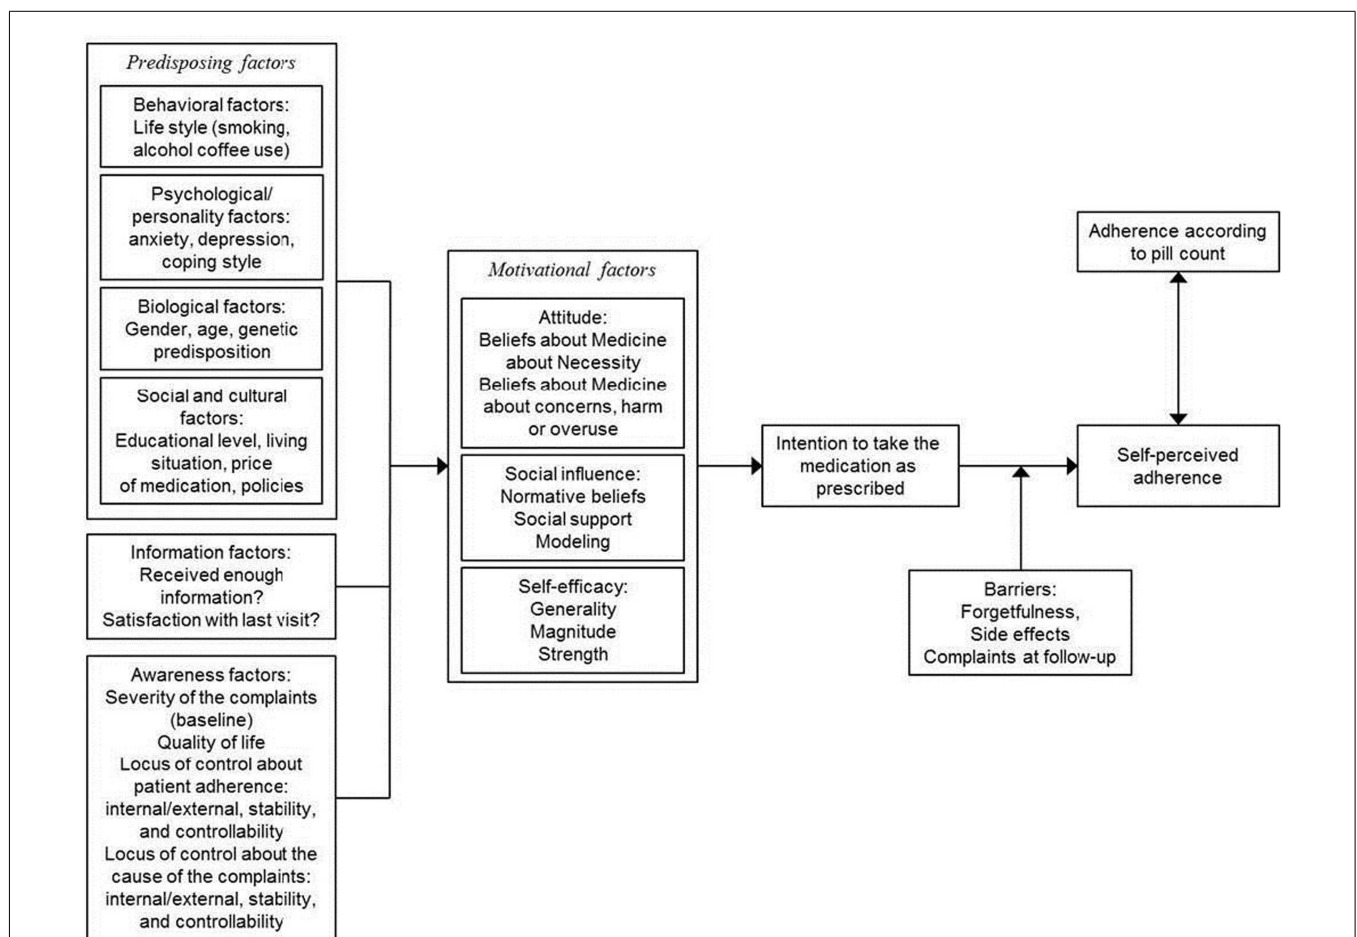 Predisposing factors
Behavioral factors:
Life style (smoking,
alcohol coffee use)
Psychological/
personality factors:
anxiety, depression,
coping style
Biological factors:
Gender, age, genetic
predisposition
Social and cultural
factors:
Educational level, living
situation, price
of medication, policies
Information factors:
Received enough
information?
Satisfaction with last visit?
Awareness factors:
Severity of the complaints
(baseline)
Quality of life
Locus of control about
patient adherence:
internal/external, stability,
and controllability
Locus of control about the
cause of the complaints:
internal/external, stability,
and controllability
Motivational factors
Attitude:
Beliefs about Medicine
about Necessity
Beliefs about Medicine
about concerns, harm
or overuse
Social influence:
Normative beliefs
Social support
Modeling
Self-efficacy:
Generality
Magnitude
Strength
Intention to take the
medication as
prescribed
Barriers:
Forgetfulness,
Side effects
Complaints at follow-up
Adherence according
to pill count
Self-perceived
adherence